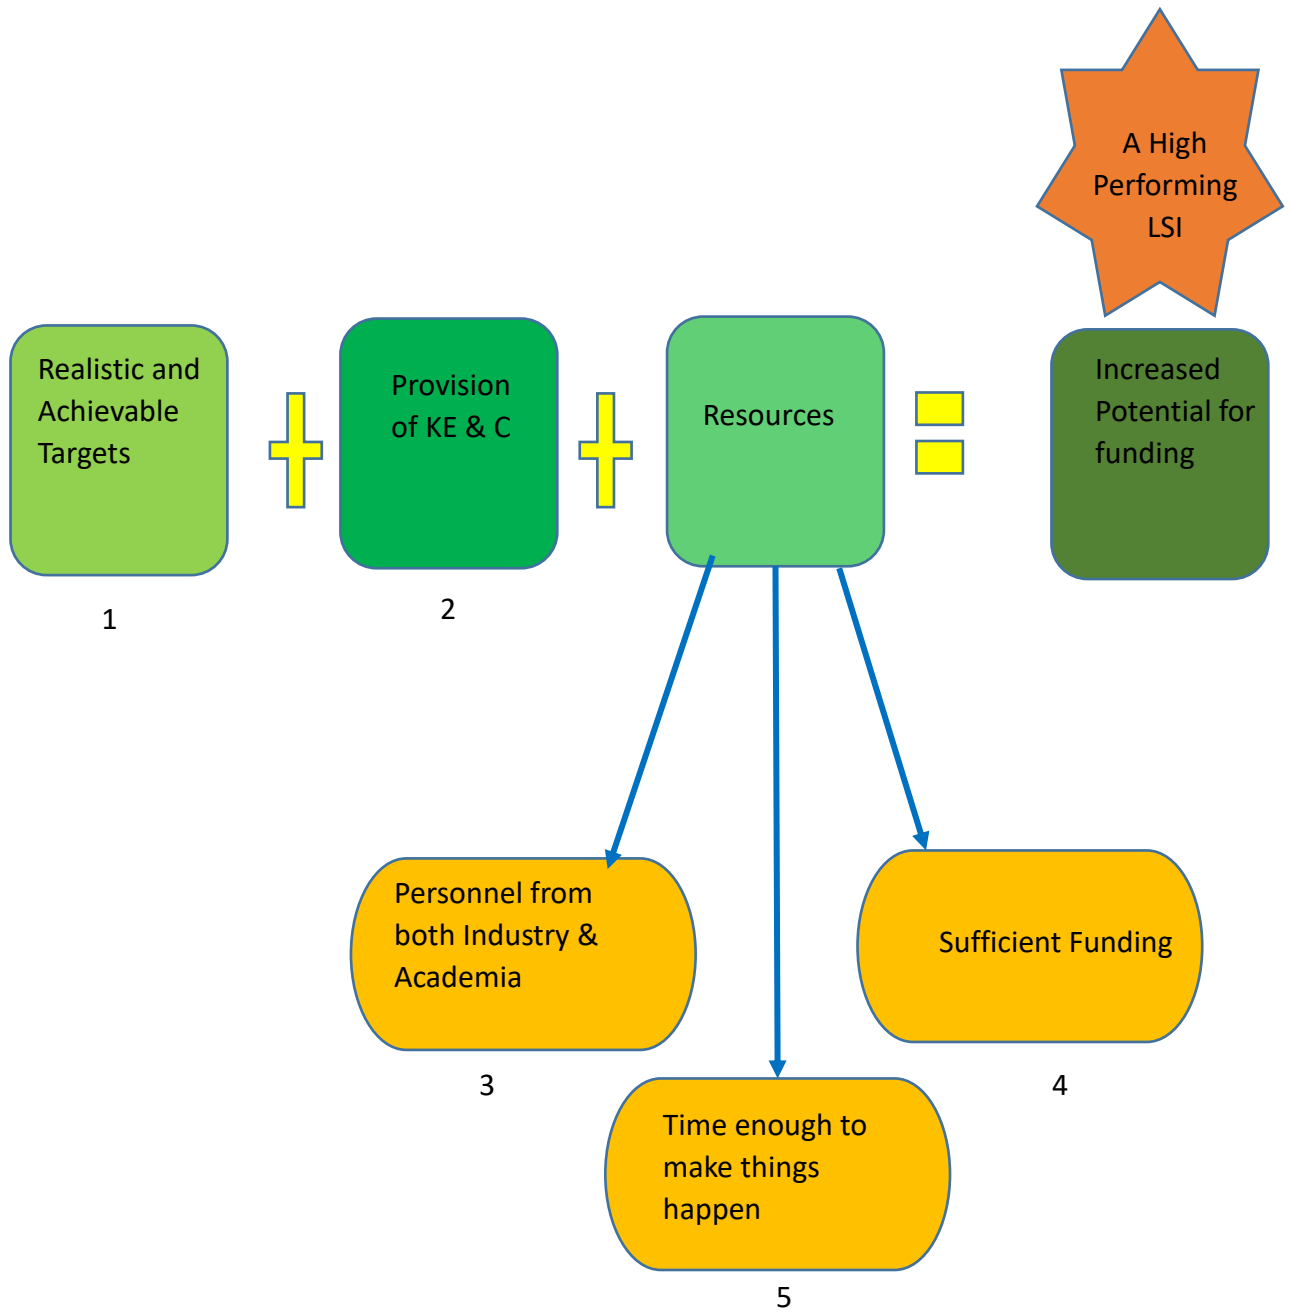 A High
Performing
LSI
Realistic and
Achievable
Targets
Provision
of KE & C
Resources
Increased
Potential for
funding
1
2
Personnel from
both Industry &
Academia
Sufficient Funding
3
4
Time enough to
make things
happen
5